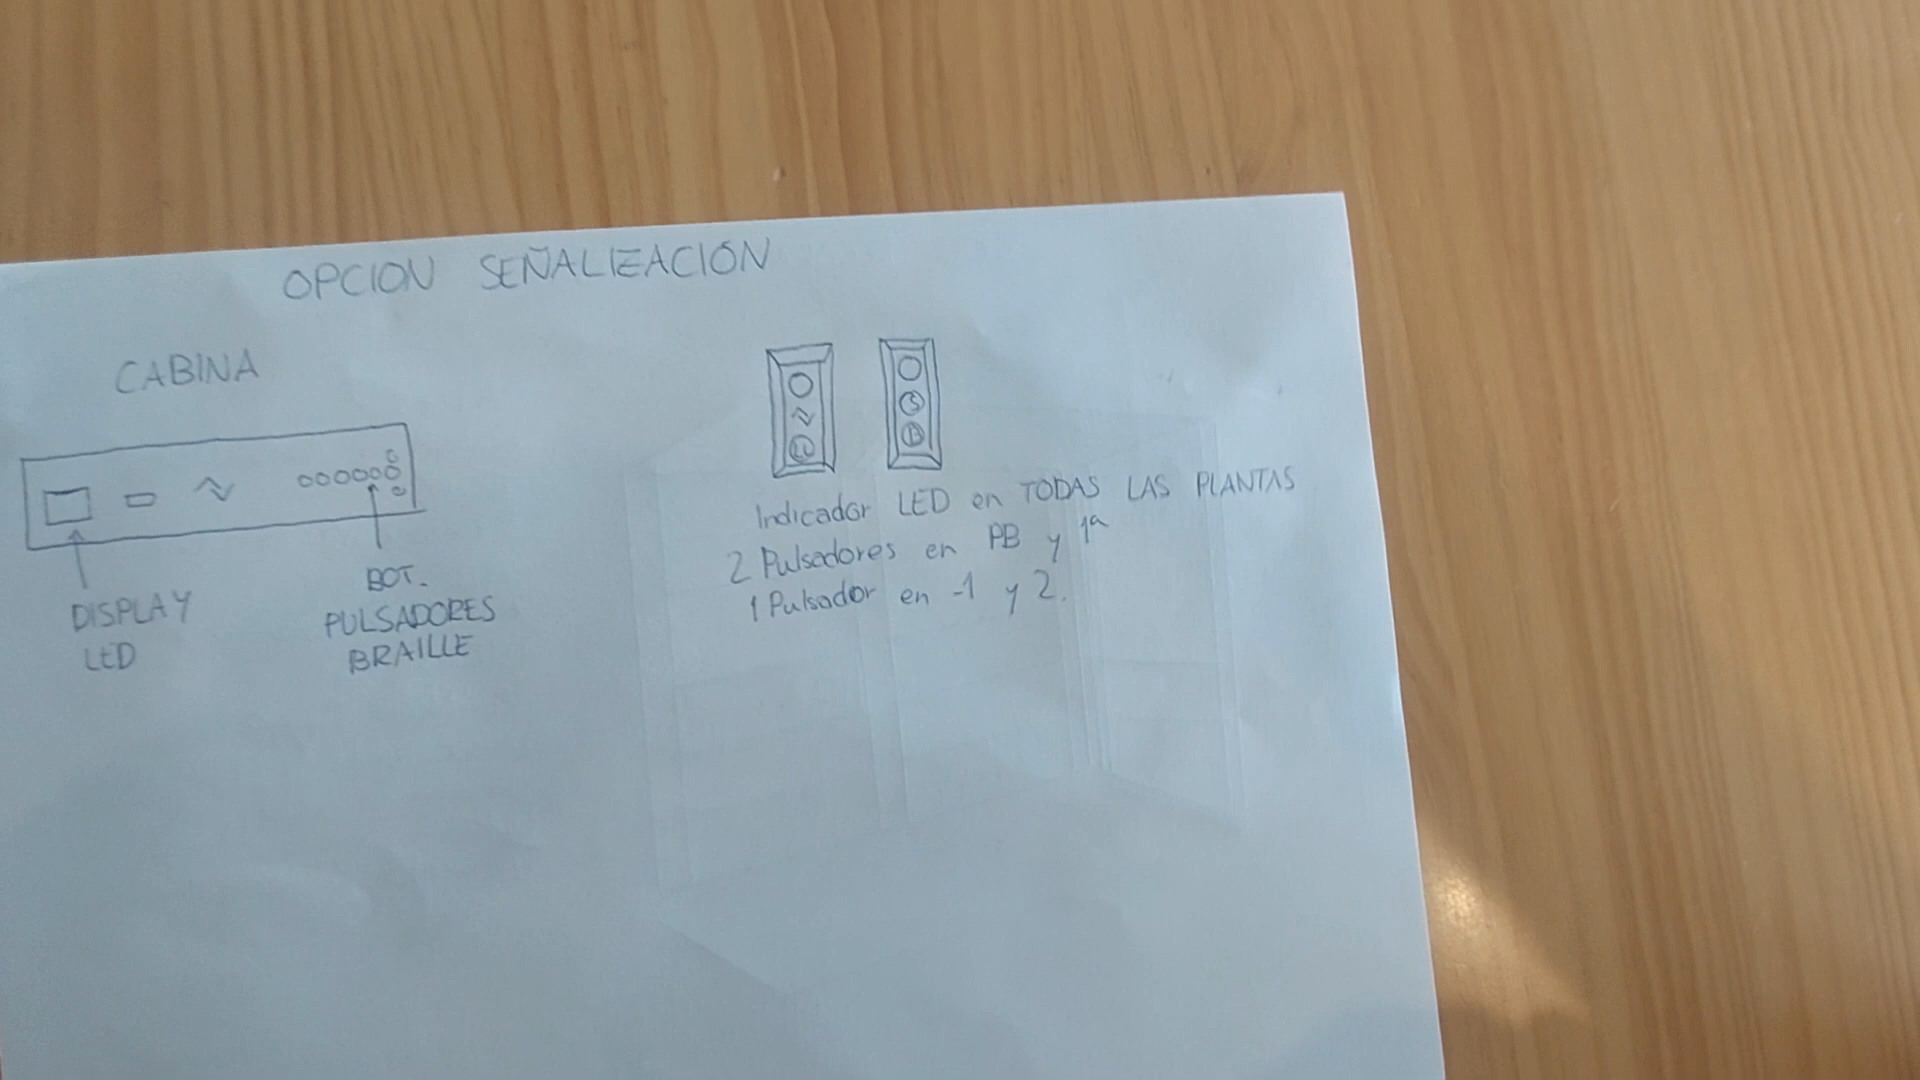 OPCION SEÑALIZACIÓN
CABINA
DISPLAY
LED
BOT.
PULSADORES
BRAILLE
S
B
Indicador LED en TODAS LAS PLANTAS
2 Pulsadores en PB y 1ª
1 Pulsador en -1 y 2.